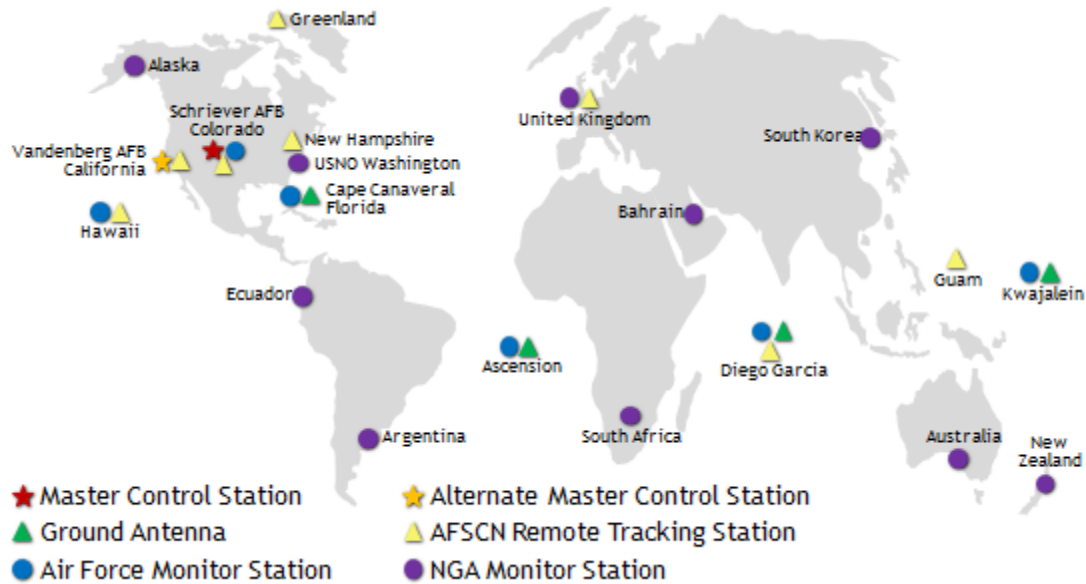 Greenland
Alaska
Schriever AFB
Colorado
New Hampshire
Vandenberg AFB
California
USNO Washington
Cape Canaveral
Florida
Hawaii
United Kingdom
South Korea
Bahrain
Guam
Kwajalein
Ecuador
Ascension
Diego Garcia
Argentina
South Africa
Australia
New
Zealand
Master Control Station
Alternate Master Control Station
Ground Antenna
AFSCN Remote Tracking Station
Air Force Monitor Station
NGA Monitor Station